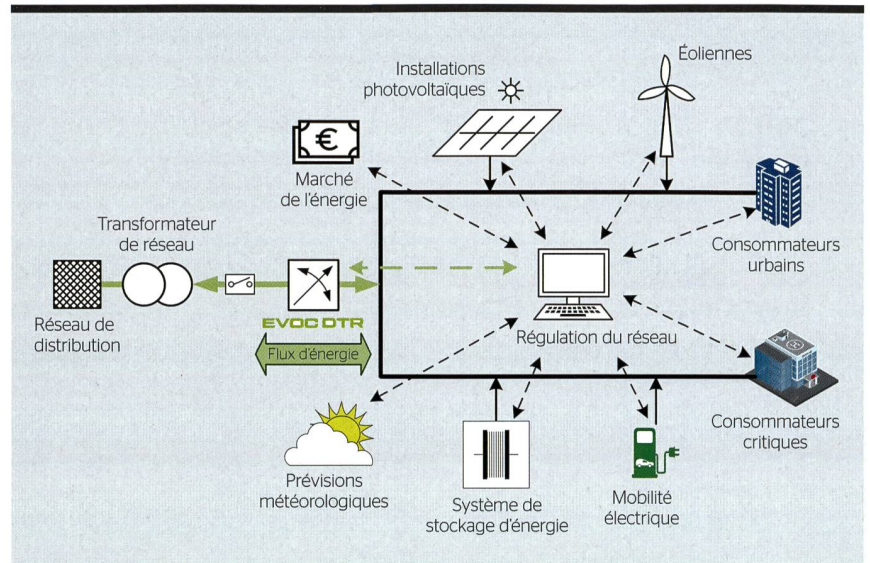 Installations
photovoltaïques
Éoliennes
€
Marché
de l'énergie
Transformateur
de réseau
Consommateurs
urbains
Réseau de
distribution
EVOC DTR
Flux d'énergie
Régulation du réseau
H
Consommateurs
critiques
Prévisions
météorologiques
Système de
stockage d'énergie
Mobilité
électrique